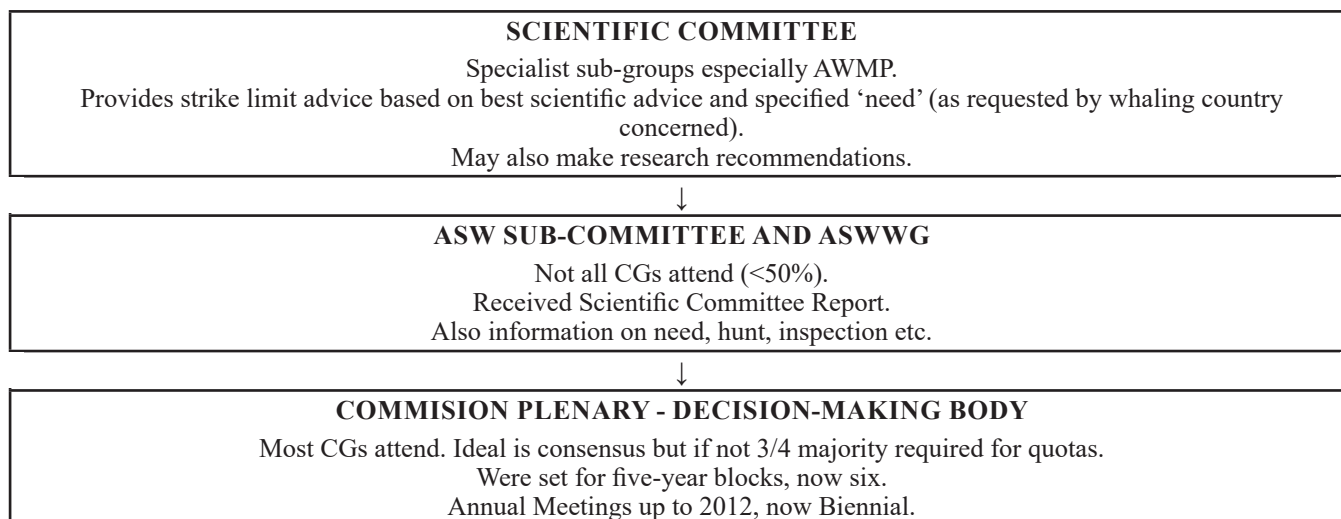 SCIENTIFIC COMMITTEE
Specialist sub-groups especially AWMP.
Provides strike limit advice based on best scientific advice and specified ‘need’ (as requested by whaling country
concerned).
May also make research recommendations.
↓
ASW SUB-COMMITTEE AND ASWWG
Not all CGs attend (<50%).
Received Scientific Committee Report.
Also information on need, hunt, inspection etc.
↓
COMMISION PLENARY - DECISION-MAKING BODY
Most CGs attend. Ideal is consensus but if not 3/4 majority required for quotas.
Were set for five-year blocks, now six.
Annual Meetings up to 2012, now Biennial.